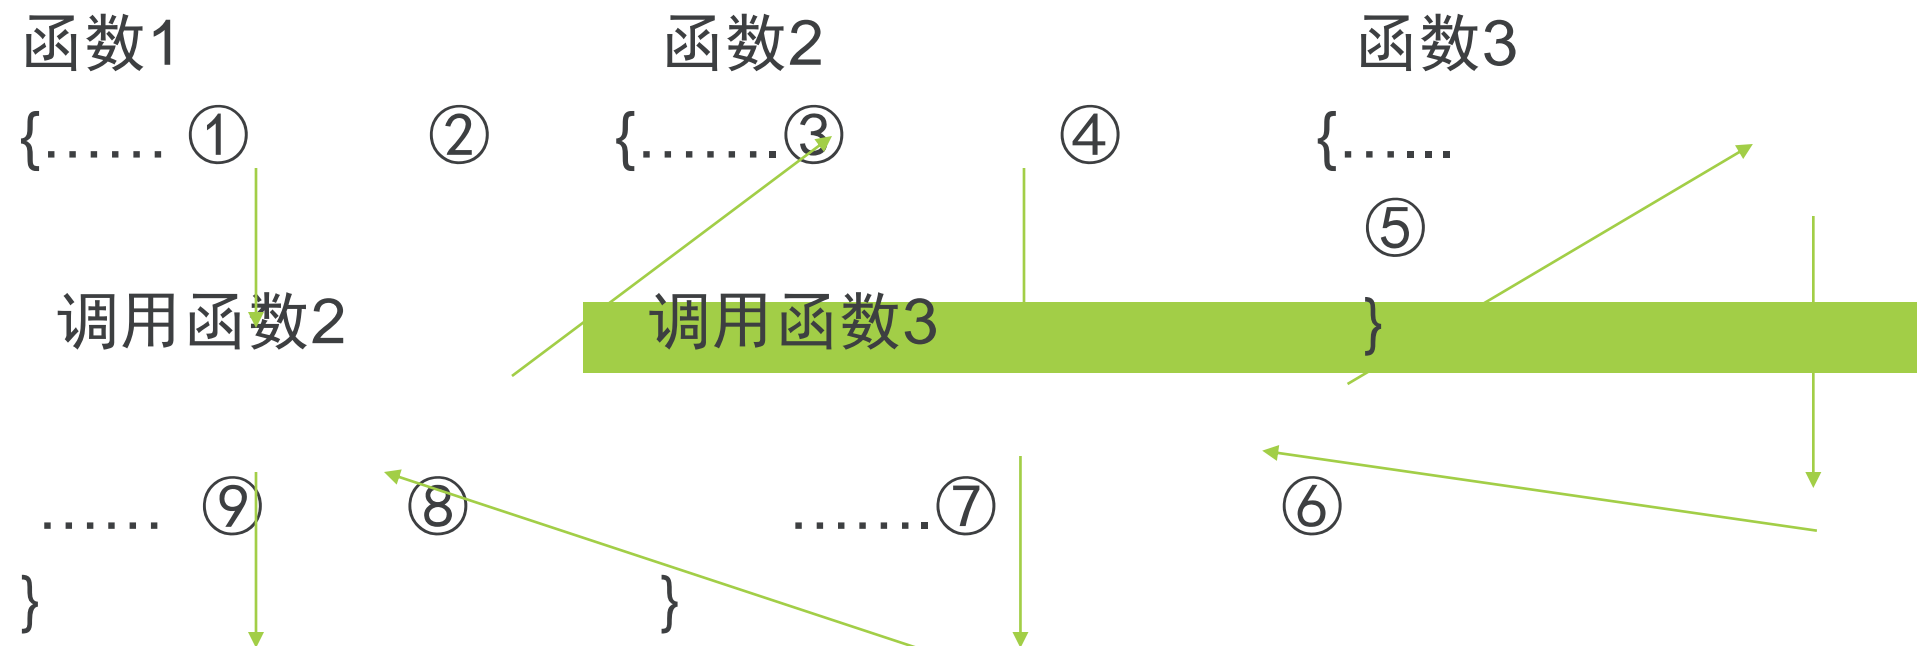 函数1 函数2 函数3
{…… ① ② {…….③ ④ {…...
⑤
调用函数2 调用函数3 }
…… ⑨ ⑧ …….⑦ ⑥
} }